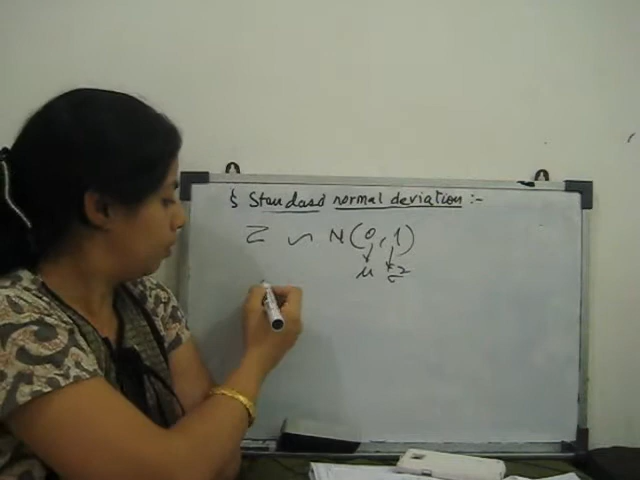 § Standard normal deviation :-
Z ~ N(0,1)
μ σ²